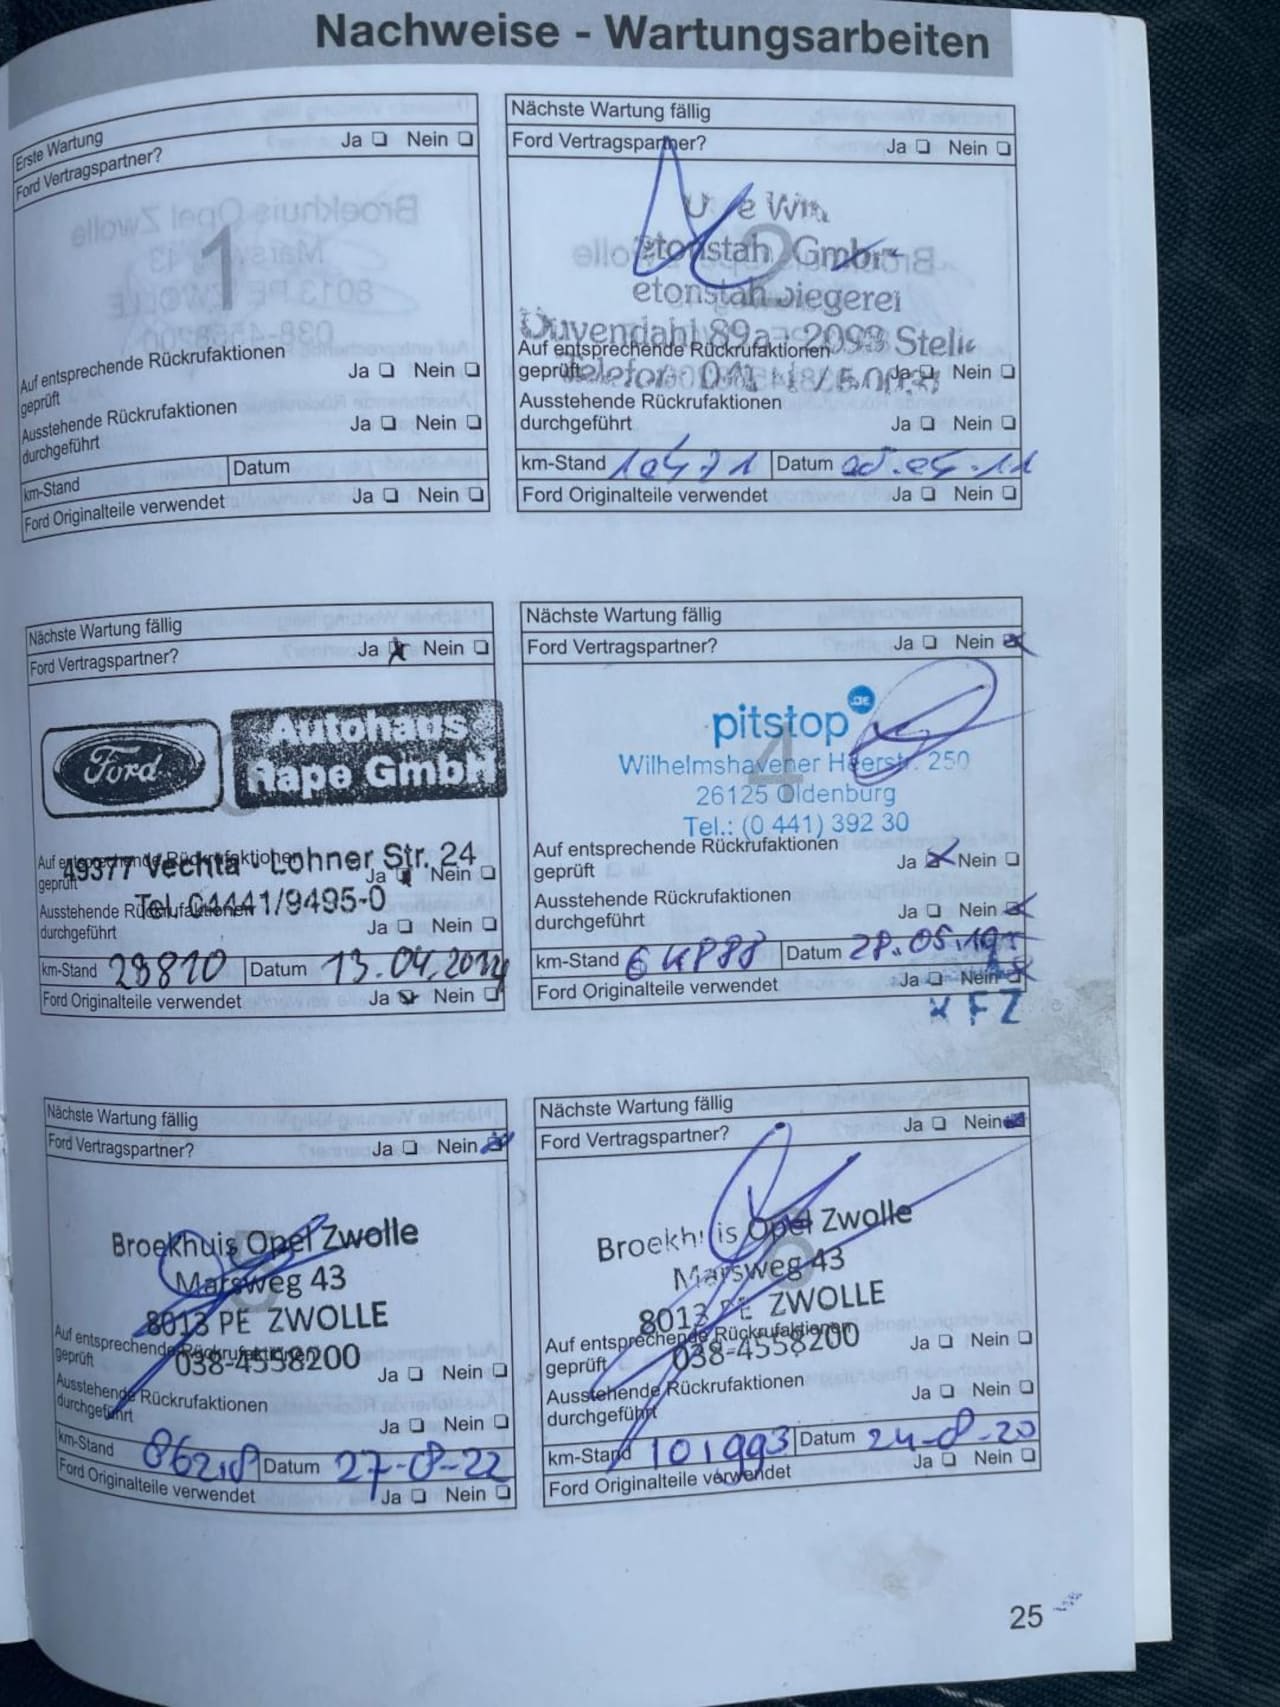 Nachweise - Wartungsarbeiten
Erste Wartung
Ford Vertragspartner? Ja Nein
1
Auf entsprechende Rückrufaktionen
geprüft Ja Nein
Ausstehende Rückrufaktionen
durchgeführt Ja Nein
km-Stand Datum
Ford Originalteile verwendet Ja Nein
Nächste Wartung fällig
Ford Vertragspartner? Ja Nein
2
Auf entsprechende Rückrufaktionen
geprüft Ja Nein
Ausstehende Rückrufaktionen
durchgeführt Ja Nein
km-Stand 10471 Datum
Ford Originalteile verwendet Ja Nein
Nächste Wartung fällig
Ford Vertragspartner? Ja Nein
3
Ford Autohaus
Rape GmbH
49377 Vechta - Lohner Str. 24
Tel. 04441/9495-0
Auf entsprechende Rückrufaktionen
geprüft Ja Nein
Ausstehende Rückrufaktionen
durchgeführt Ja Nein
km-Stand 29810 Datum 13.04.2014
Ford Originalteile verwendet Ja Nein
Nächste Wartung fällig
Ford Vertragspartner? Ja Nein
4
pitstop.DE
Wilhelmshavener Heerstr. 250
26125 Oldenburg
Tel.: (0 441) 392 30
Auf entsprechende Rückrufaktionen
geprüft Ja Nein
Ausstehende Rückrufaktionen
durchgeführt Ja Nein
km-Stand Datum
Ford Originalteile verwendet Ja Nein
KFZ
Nächste Wartung fällig
Ford Vertragspartner? Ja Nein
5
Broekhuis Opel Zwolle
Marsweg 43
8013 PE ZWOLLE
038-4558200
Auf entsprechende Rückrufaktionen
geprüft Ja Nein
Ausstehende Rückrufaktionen
durchgeführt Ja Nein
km-Stand Datum 27-8-22
Ford Originalteile verwendet Ja Nein
Nächste Wartung fällig
Ford Vertragspartner? Ja Nein
6
Broekhuis Opel Zwolle
Marsweg 43
8013 PE ZWOLLE
038-4558200
Auf entsprechende Rückrufaktionen
geprüft Ja Nein
Ausstehende Rückrufaktionen
durchgeführt Ja Nein
km-Stand 101993 Datum 24-8-20
Ford Originalteile verwendet Ja Nein
25